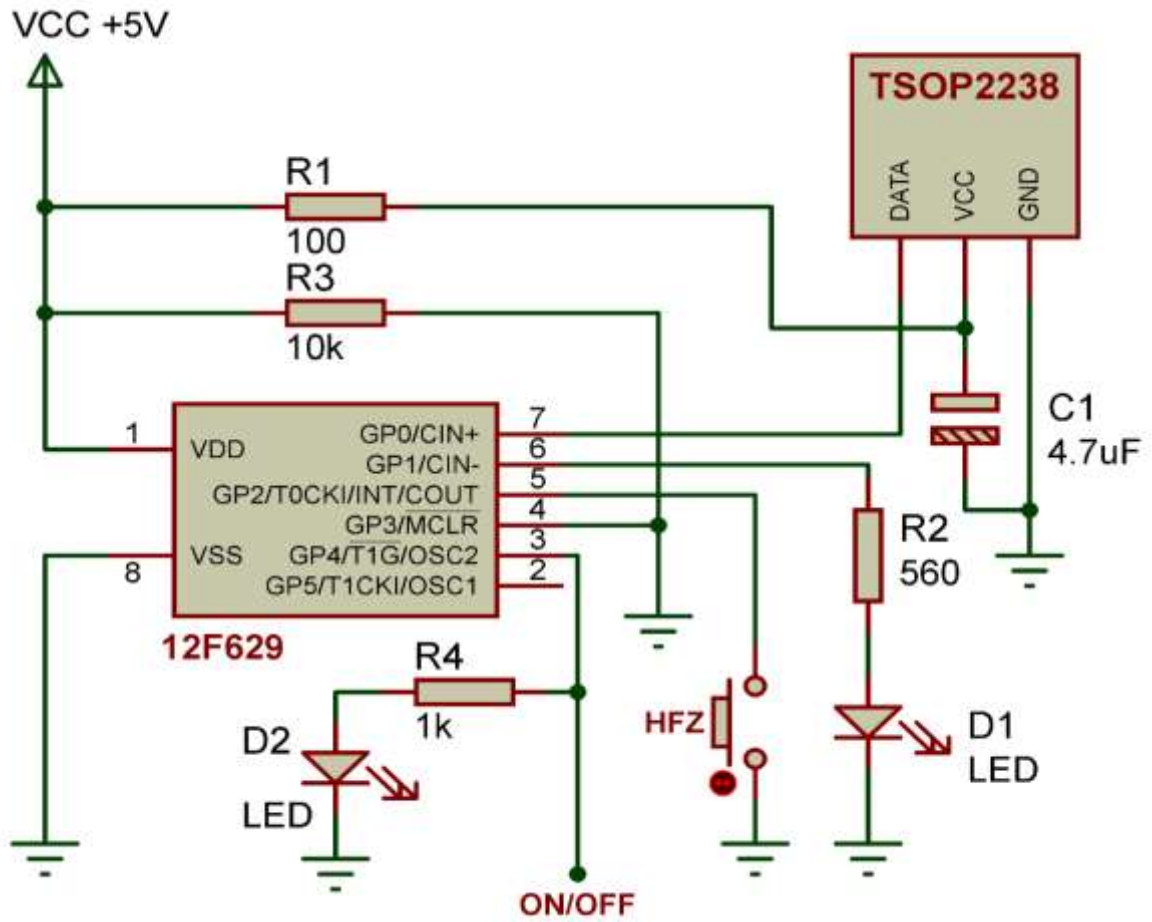 VCC +5V
TSOP2238
DATA
VCC
GND
R1
100
R3
10k
C1
4.7uF
1
VDD
8
VSS
GP0/CIN+
7
GP1/CIN-
6
GP2/T0CKI/INT/COUT
5
GP3/MCLR
4
GP4/T1G/OSC2
3
GP5/T1CKI/OSC1
2
12F629
R2
560
R4
1k
D2
LED
HFZ
D1
LED
ON/OFF